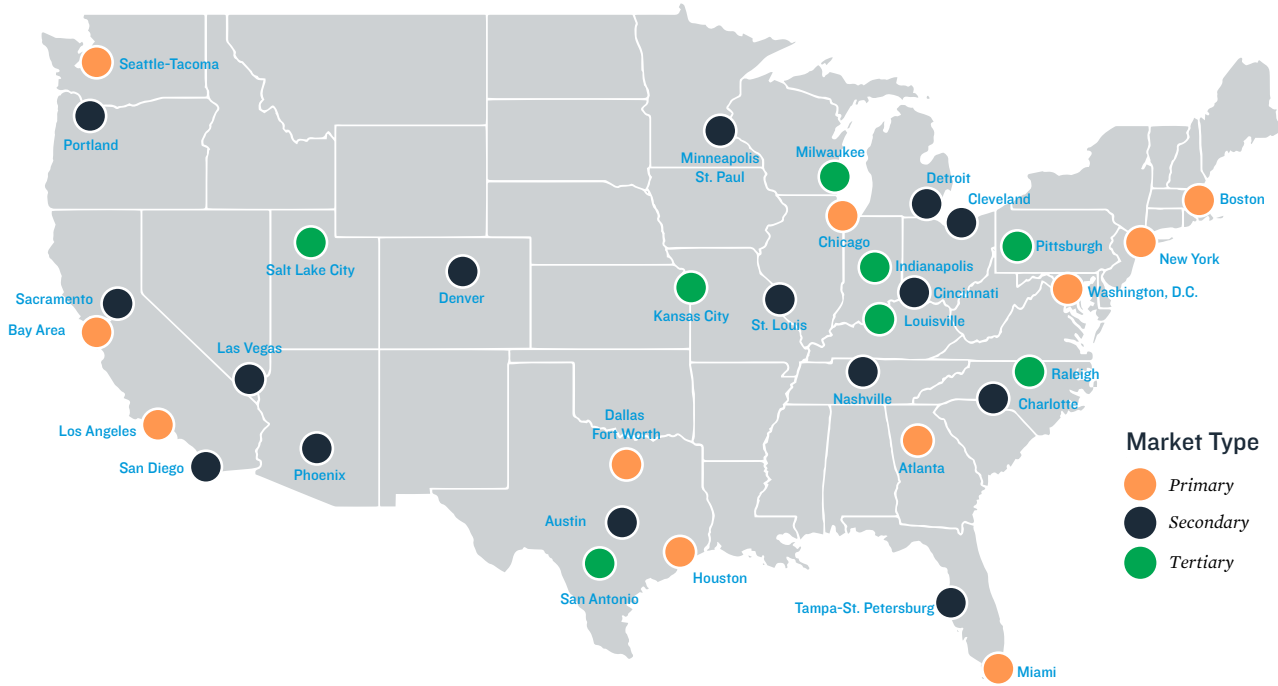 Seattle-Tacoma
Portland
Minneapolis
St. Paul
Milwaukee
Detroit
Cleveland
Boston
Chicago
Pittsburgh
New York
Salt Lake City
Indianapolis
Denver
Cincinnati
Washington, D.C.
Sacramento
Bay Area
Kansas City
St. Louis
Louisville
Las Vegas
Nashville
Raleigh
Charlotte
Los Angeles
Dallas
Fort Worth
San Diego
Phoenix
Atlanta
Austin
Houston
San Antonio
Tampa-St. Petersburg
Miami
Market Type
Primary
Secondary
Tertiary